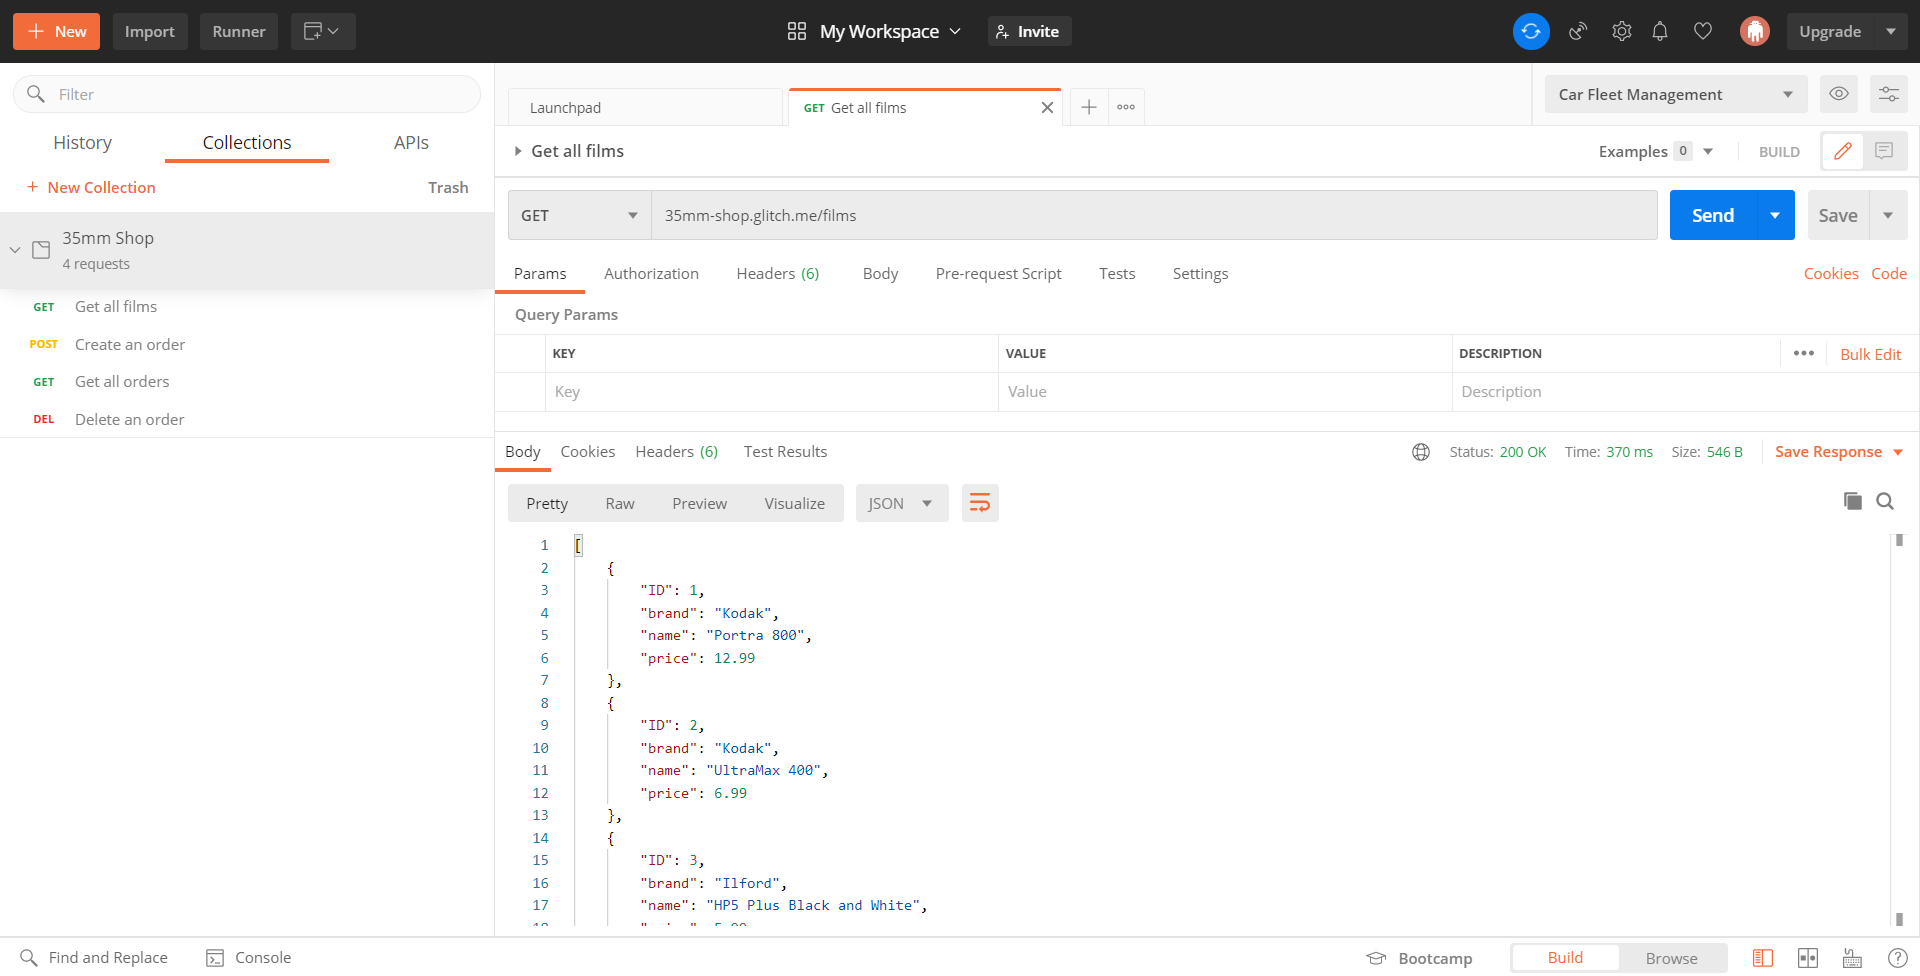 New Import Runner My Workspace Invite Upgrade
Filter
History Collections APIs
+ New Collection Trash
35mm Shop
4 requests
GET Get all films
POST Create an order
GET Get all orders
DEL Delete an order
Launchpad GET Get all films Car Fleet Management
Get all films Examples 0 BUILD
GET 35mm-shop.glitch.me/films Send Save
Params Authorization Headers (6) Body Pre-request Script Tests Settings Cookies Code
Query Params
KEY VALUE DESCRIPTION Bulk Edit
Key Value Description
Body Cookies Headers (6) Test Results Status: 200 OK Time: 370 ms Size: 546 B Save Response
Pretty Raw Preview Visualize JSON
1 [
2 {
3 "ID": 1,
4 "brand": "Kodak",
5 "name": "Portra 800",
6 "price": 12.99
7 },
8 {
9 "ID": 2,
10 "brand": "Kodak",
11 "name": "UltraMax 400",
12 "price": 6.99
13 },
14 {
15 "ID": 3,
16 "brand": "Ilford",
17 "name": "HP5 Plus Black and White",
Find and Replace Console Bootcamp Build Browse